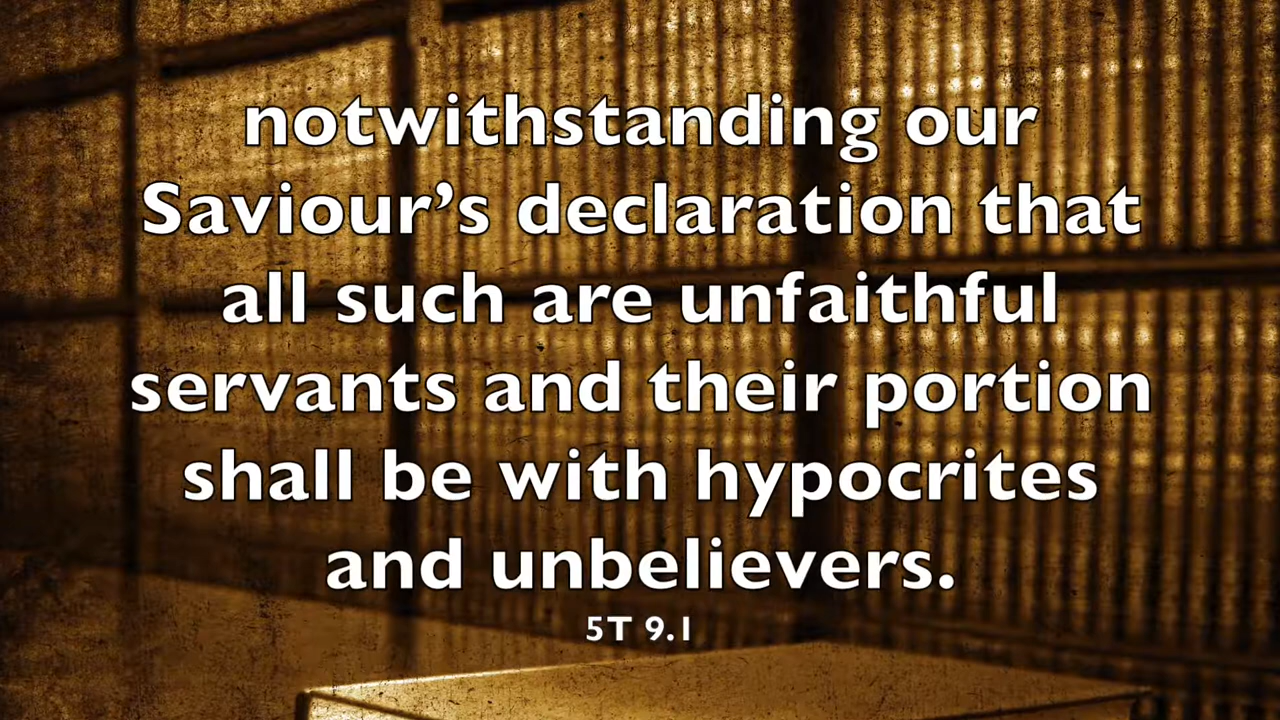 notwithstanding our
Saviour’s declaration that
all such are unfaithful
servants and their portion
shall be with hypocrites
and unbelievers.
5T 9.1